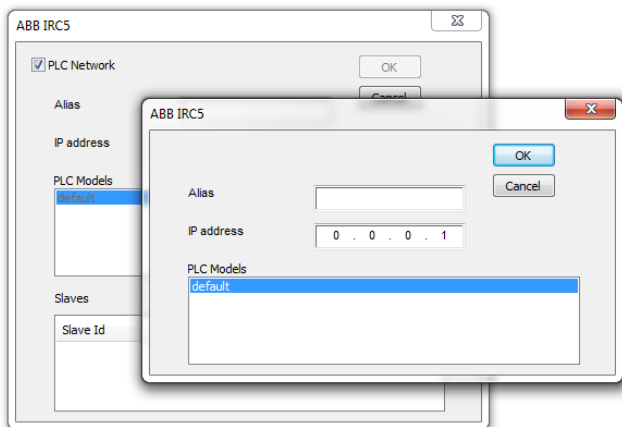 ABB IRC5
PLC Network
OK
Cancel
Alias
IP address
PLC Models
default
Slaves
Slave Id
ABB IRC5
OK
Cancel
Alias
IP address
0 . 0 . 0 . 1
PLC Models
default